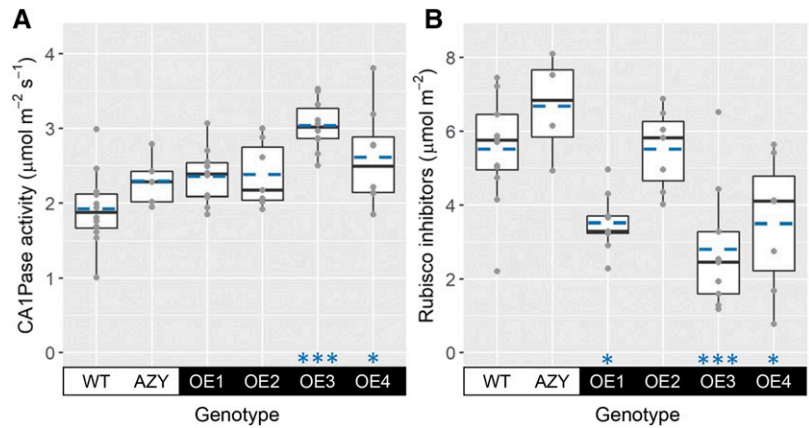 A
CA1Pase activity (μmol m⁻² s⁻¹)
4
3
2
1
0
*** *
WT AZY OE1 OE2 OE3 OE4
Genotype
B
Rubisco inhibitors (μmol m⁻²)
8
6
4
2
0
* *** *
WT AZY OE1 OE2 OE3 OE4
Genotype